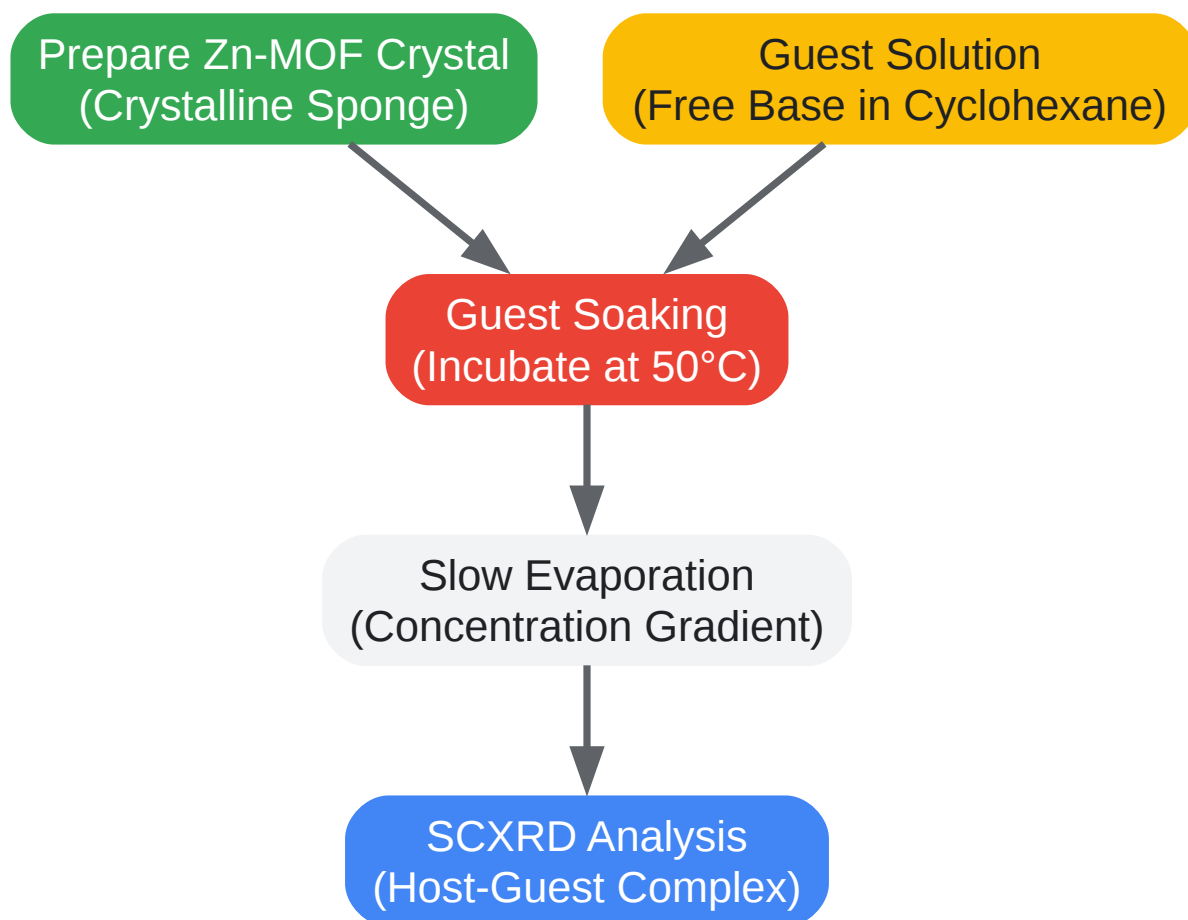 Prepare Zn-MOF Crystal
(Crystalline Sponge)
Guest Solution
(Free Base in Cyclohexane)
Guest Soaking
(Incubate at 50°C)
Slow Evaporation
(Concentration Gradient)
SCXRD Analysis
(Host-Guest Complex)